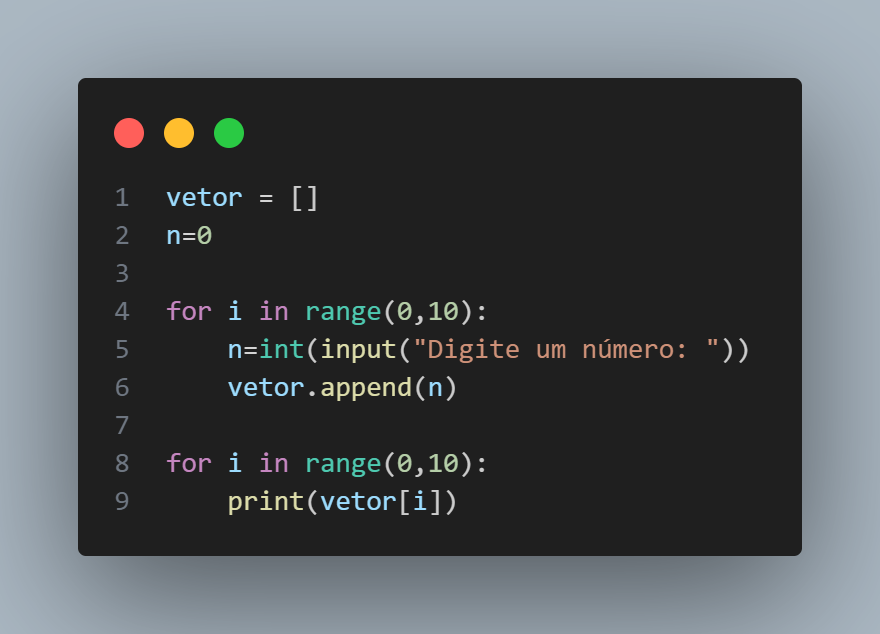 1 vetor = []
2 n=0
3
4 for i in range(0,10):
5     n=int(input("Digite um número: "))
6     vetor.append(n)
7
8 for i in range(0,10):
9     print(vetor[i])